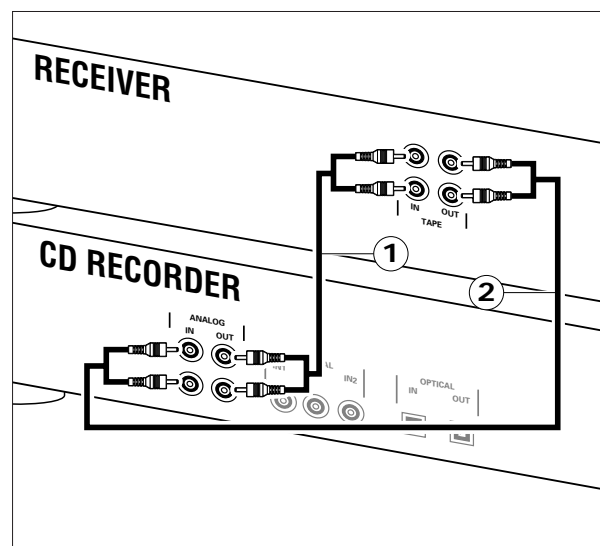 RECEIVER
IN OUT
TAPE
1
CD RECORDER
2
ANALOG
IN OUT
IN2
OPTICAL
IN OUT